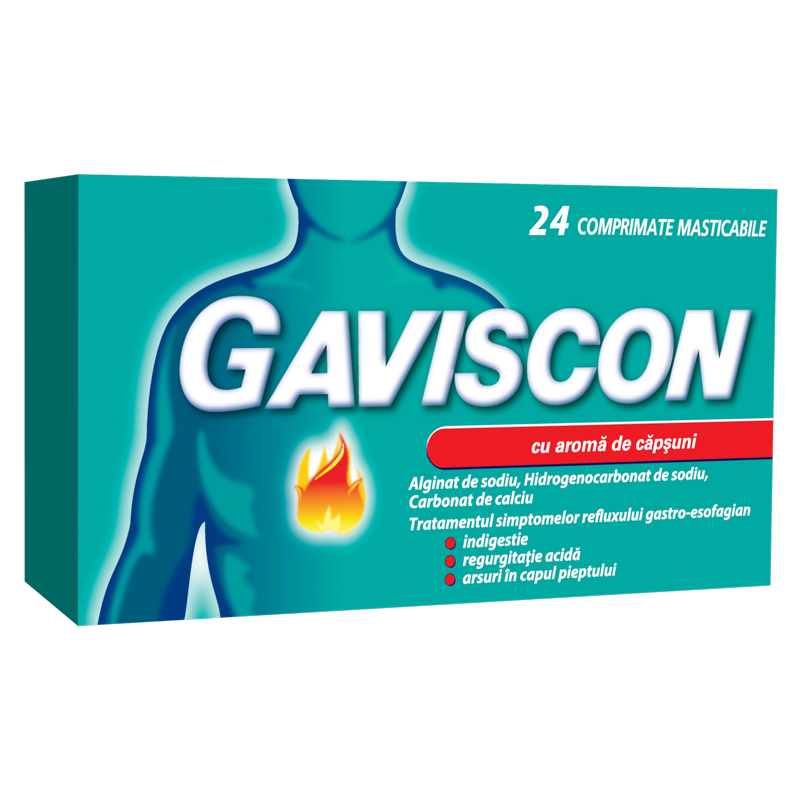 24 COMPRIMATE MASTICABILE
GAVISCON
cu aromă de căpşuni
Alginat de sodiu, Hidrogenocarbonat de sodiu,
Carbonat de calciu
Tratamentul simptomelor refluxului gastro-esofagian
indigestie
regurgitaţie acidă
arsuri în capul pieptului